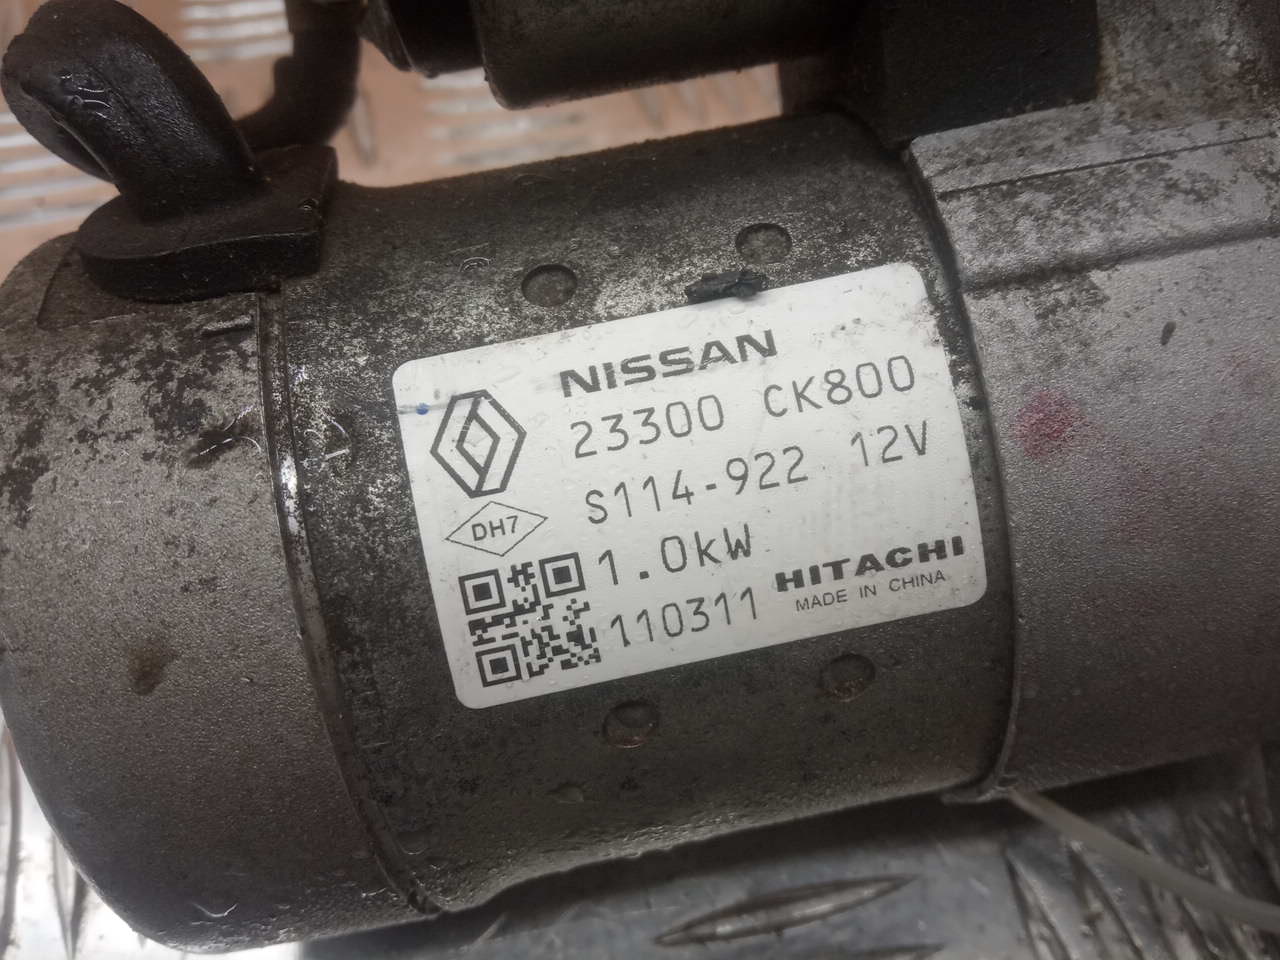 NISSAN
23300 CK800
S114-922 12V
DH7
1.0kW
HITACHI
MADE IN CHINA
110311